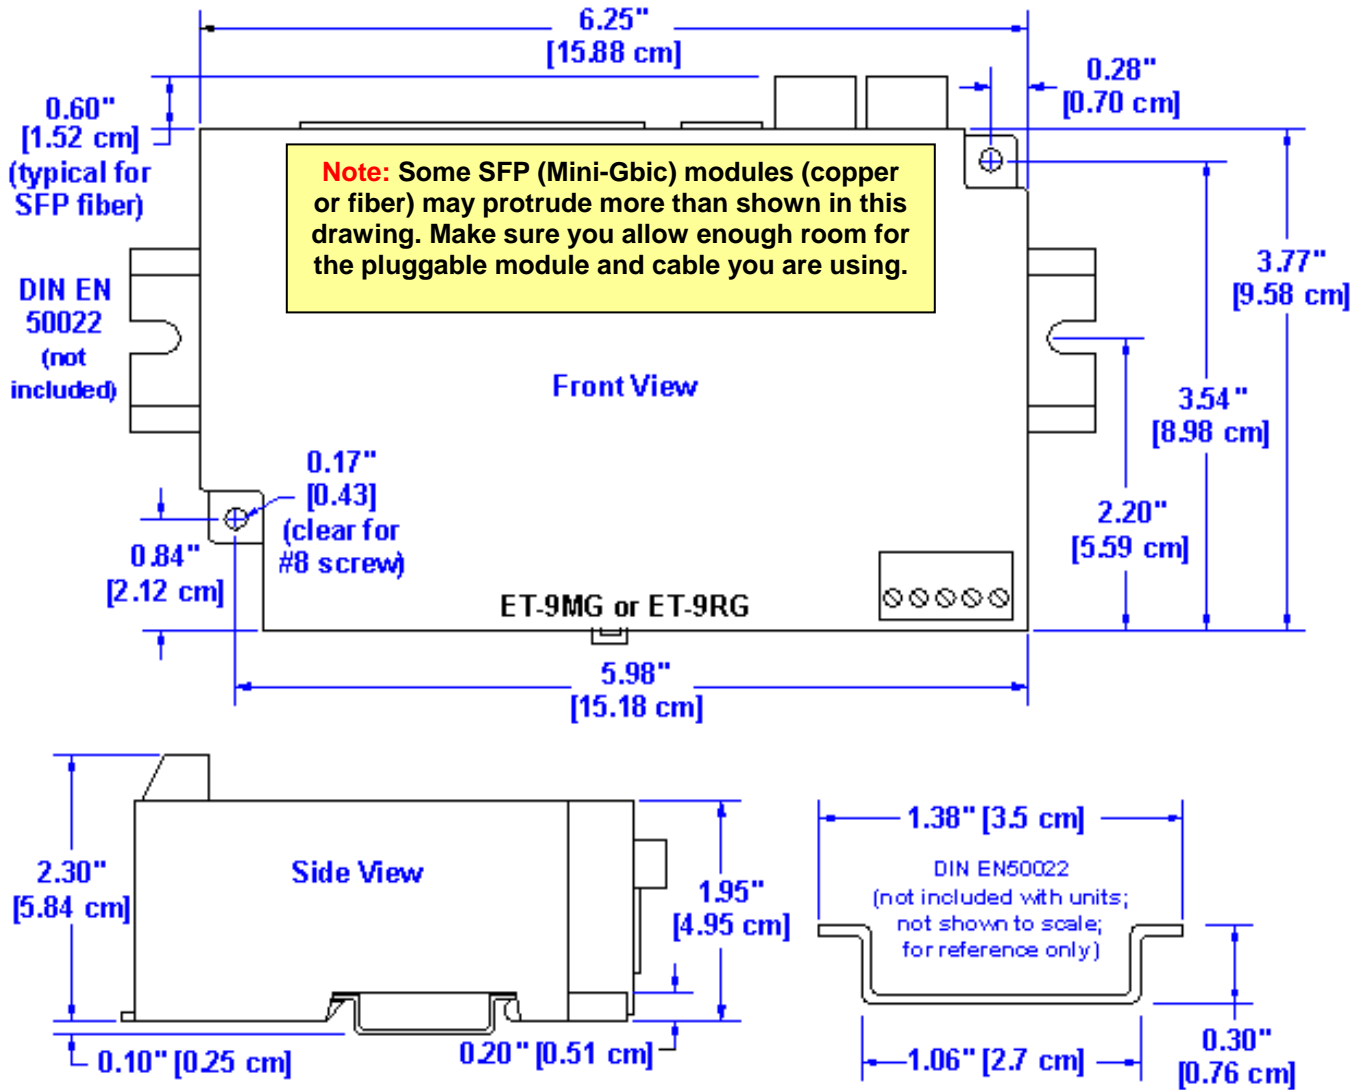 6.25"
[15.88 cm]
0.28"
[0.70 cm]
0.60"
[1.52 cm]
(typical for
SFP fiber)
Note: Some SFP (Mini-Gbic) modules (copper
or fiber) may protrude more than shown in this
drawing. Make sure you allow enough room for
the pluggable module and cable you are using.
3.77"
[9.58 cm]
DIN EN
50022
(not
included)
Front View
3.54"
[8.98 cm]
0.17"
[0.43]
(clear for
#8 screw)
2.20"
[5.59 cm]
0.84"
[2.12 cm]
ET-9MG or ET-9RG
5.98"
[15.18 cm]
2.30"
[5.84 cm]
Side View
1.95"
[4.95 cm]
0.10" [0.25 cm]
0.20" [0.51 cm]
1.38" [3.5 cm]
DIN EN50022
(not included with units;
not shown to scale;
for reference only)
1.06" [2.7 cm]
0.30"
[0.76 cm]